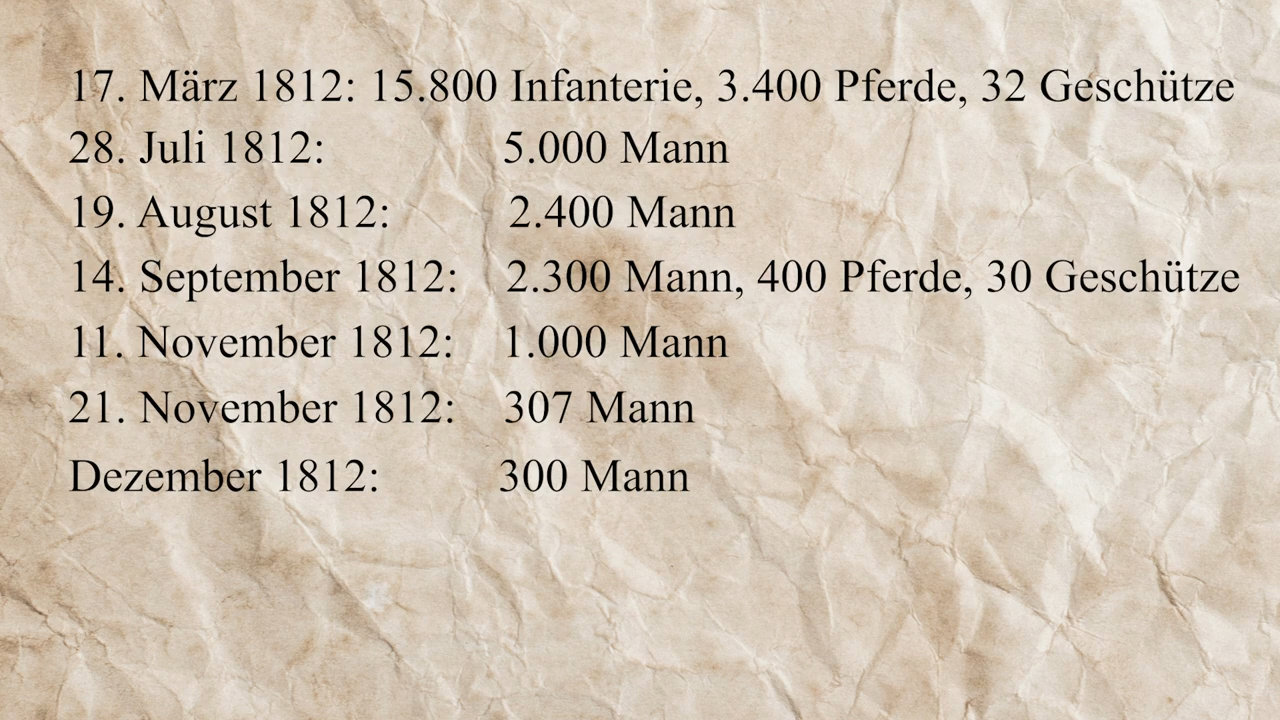 17. März 1812: 15.800 Infanterie, 3.400 Pferde, 32 Geschütze
28. Juli 1812: 5.000 Mann
19. August 1812: 2.400 Mann
14. September 1812: 2.300 Mann, 400 Pferde, 30 Geschütze
11. November 1812: 1.000 Mann
21. November 1812: 307 Mann
Dezember 1812: 300 Mann